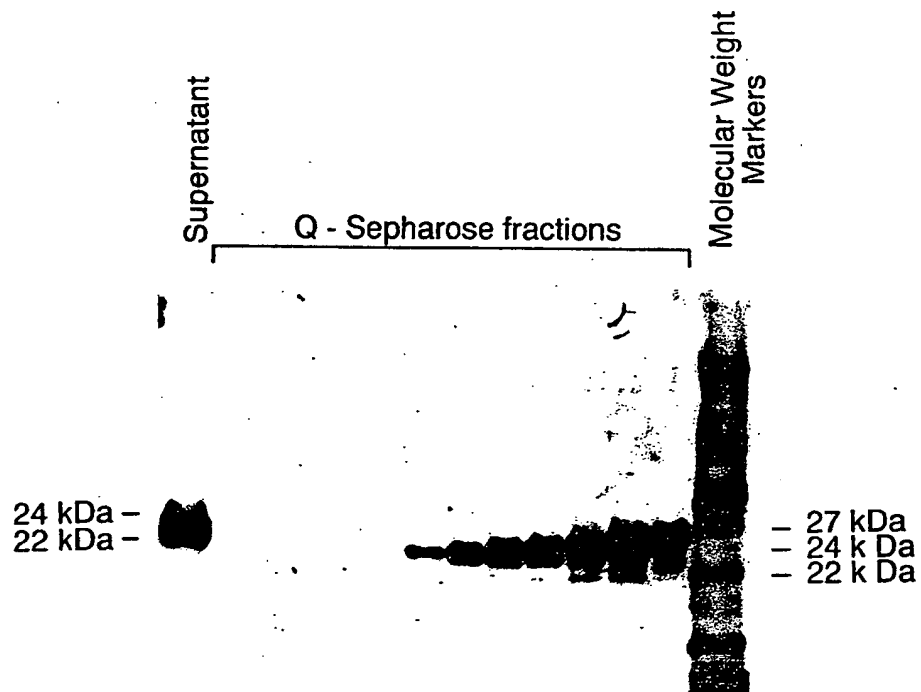 Supernatant
Q - Sepharose fractions
Molecular Weight
Markers
24 kDa –
22 kDa –
– 27 kDa
– 24 k Da
– 22 k Da